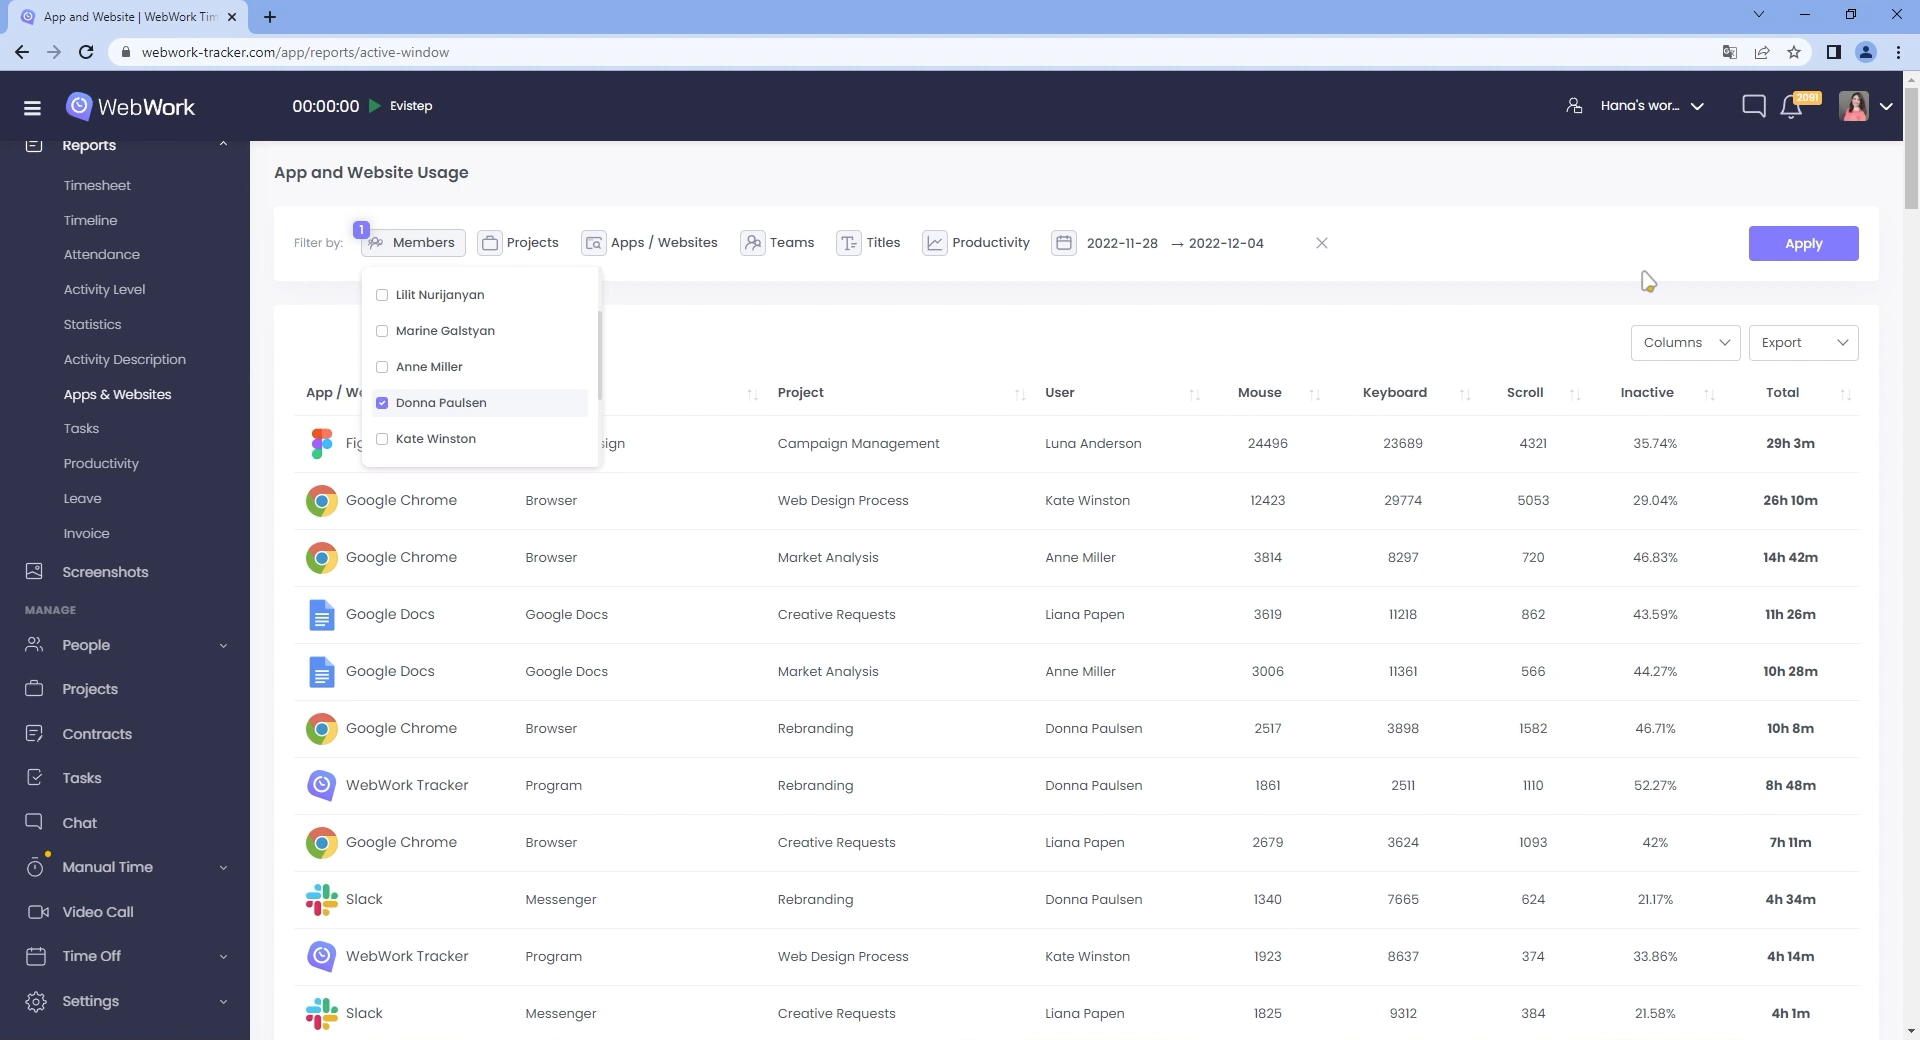 App and Website | WebWork Tim
webwork-tracker.com/app/reports/active-window
WebWork
00:00:00 Evistep
Hana's wor...
2091
Reports
Timesheet
Timeline
Attendance
Activity Level
Statistics
Activity Description
Apps & Websites
Tasks
Productivity
Leave
Invoice
Screenshots
MANAGE
People
Projects
Contracts
Tasks
Chat
Manual Time
Video Call
Time Off
Settings
App and Website Usage
Filter by: 1 Members Projects Apps / Websites Teams Titles Productivity 2022-11-28 → 2022-12-04 Apply
Lilit Nurijanyan
Marine Galstyan
Anne Miller
Donna Paulsen
Kate Winston
Columns Export
App / We Project User Mouse Keyboard Scroll Inactive Total
Fig sign Campaign Management Luna Anderson 24496 23689 4321 35.74% 29h 3m
Google Chrome Browser Web Design Process Kate Winston 12423 29774 5053 29.04% 26h 10m
Google Chrome Browser Market Analysis Anne Miller 3814 8297 720 46.83% 14h 42m
Google Docs Google Docs Creative Requests Liana Papen 3619 11218 862 43.59% 11h 26m
Google Docs Google Docs Market Analysis Anne Miller 3006 11361 566 44.27% 10h 28m
Google Chrome Browser Rebranding Donna Paulsen 2517 3898 1582 46.71% 10h 8m
WebWork Tracker Program Rebranding Donna Paulsen 1861 2511 1110 52.27% 8h 48m
Google Chrome Browser Creative Requests Liana Papen 2679 3624 1093 42% 7h 11m
Slack Messenger Rebranding Donna Paulsen 1340 7665 624 21.17% 4h 34m
WebWork Tracker Program Web Design Process Kate Winston 1923 8637 374 33.86% 4h 14m
Slack Messenger Creative Requests Liana Papen 1825 9312 384 21.58% 4h 1m